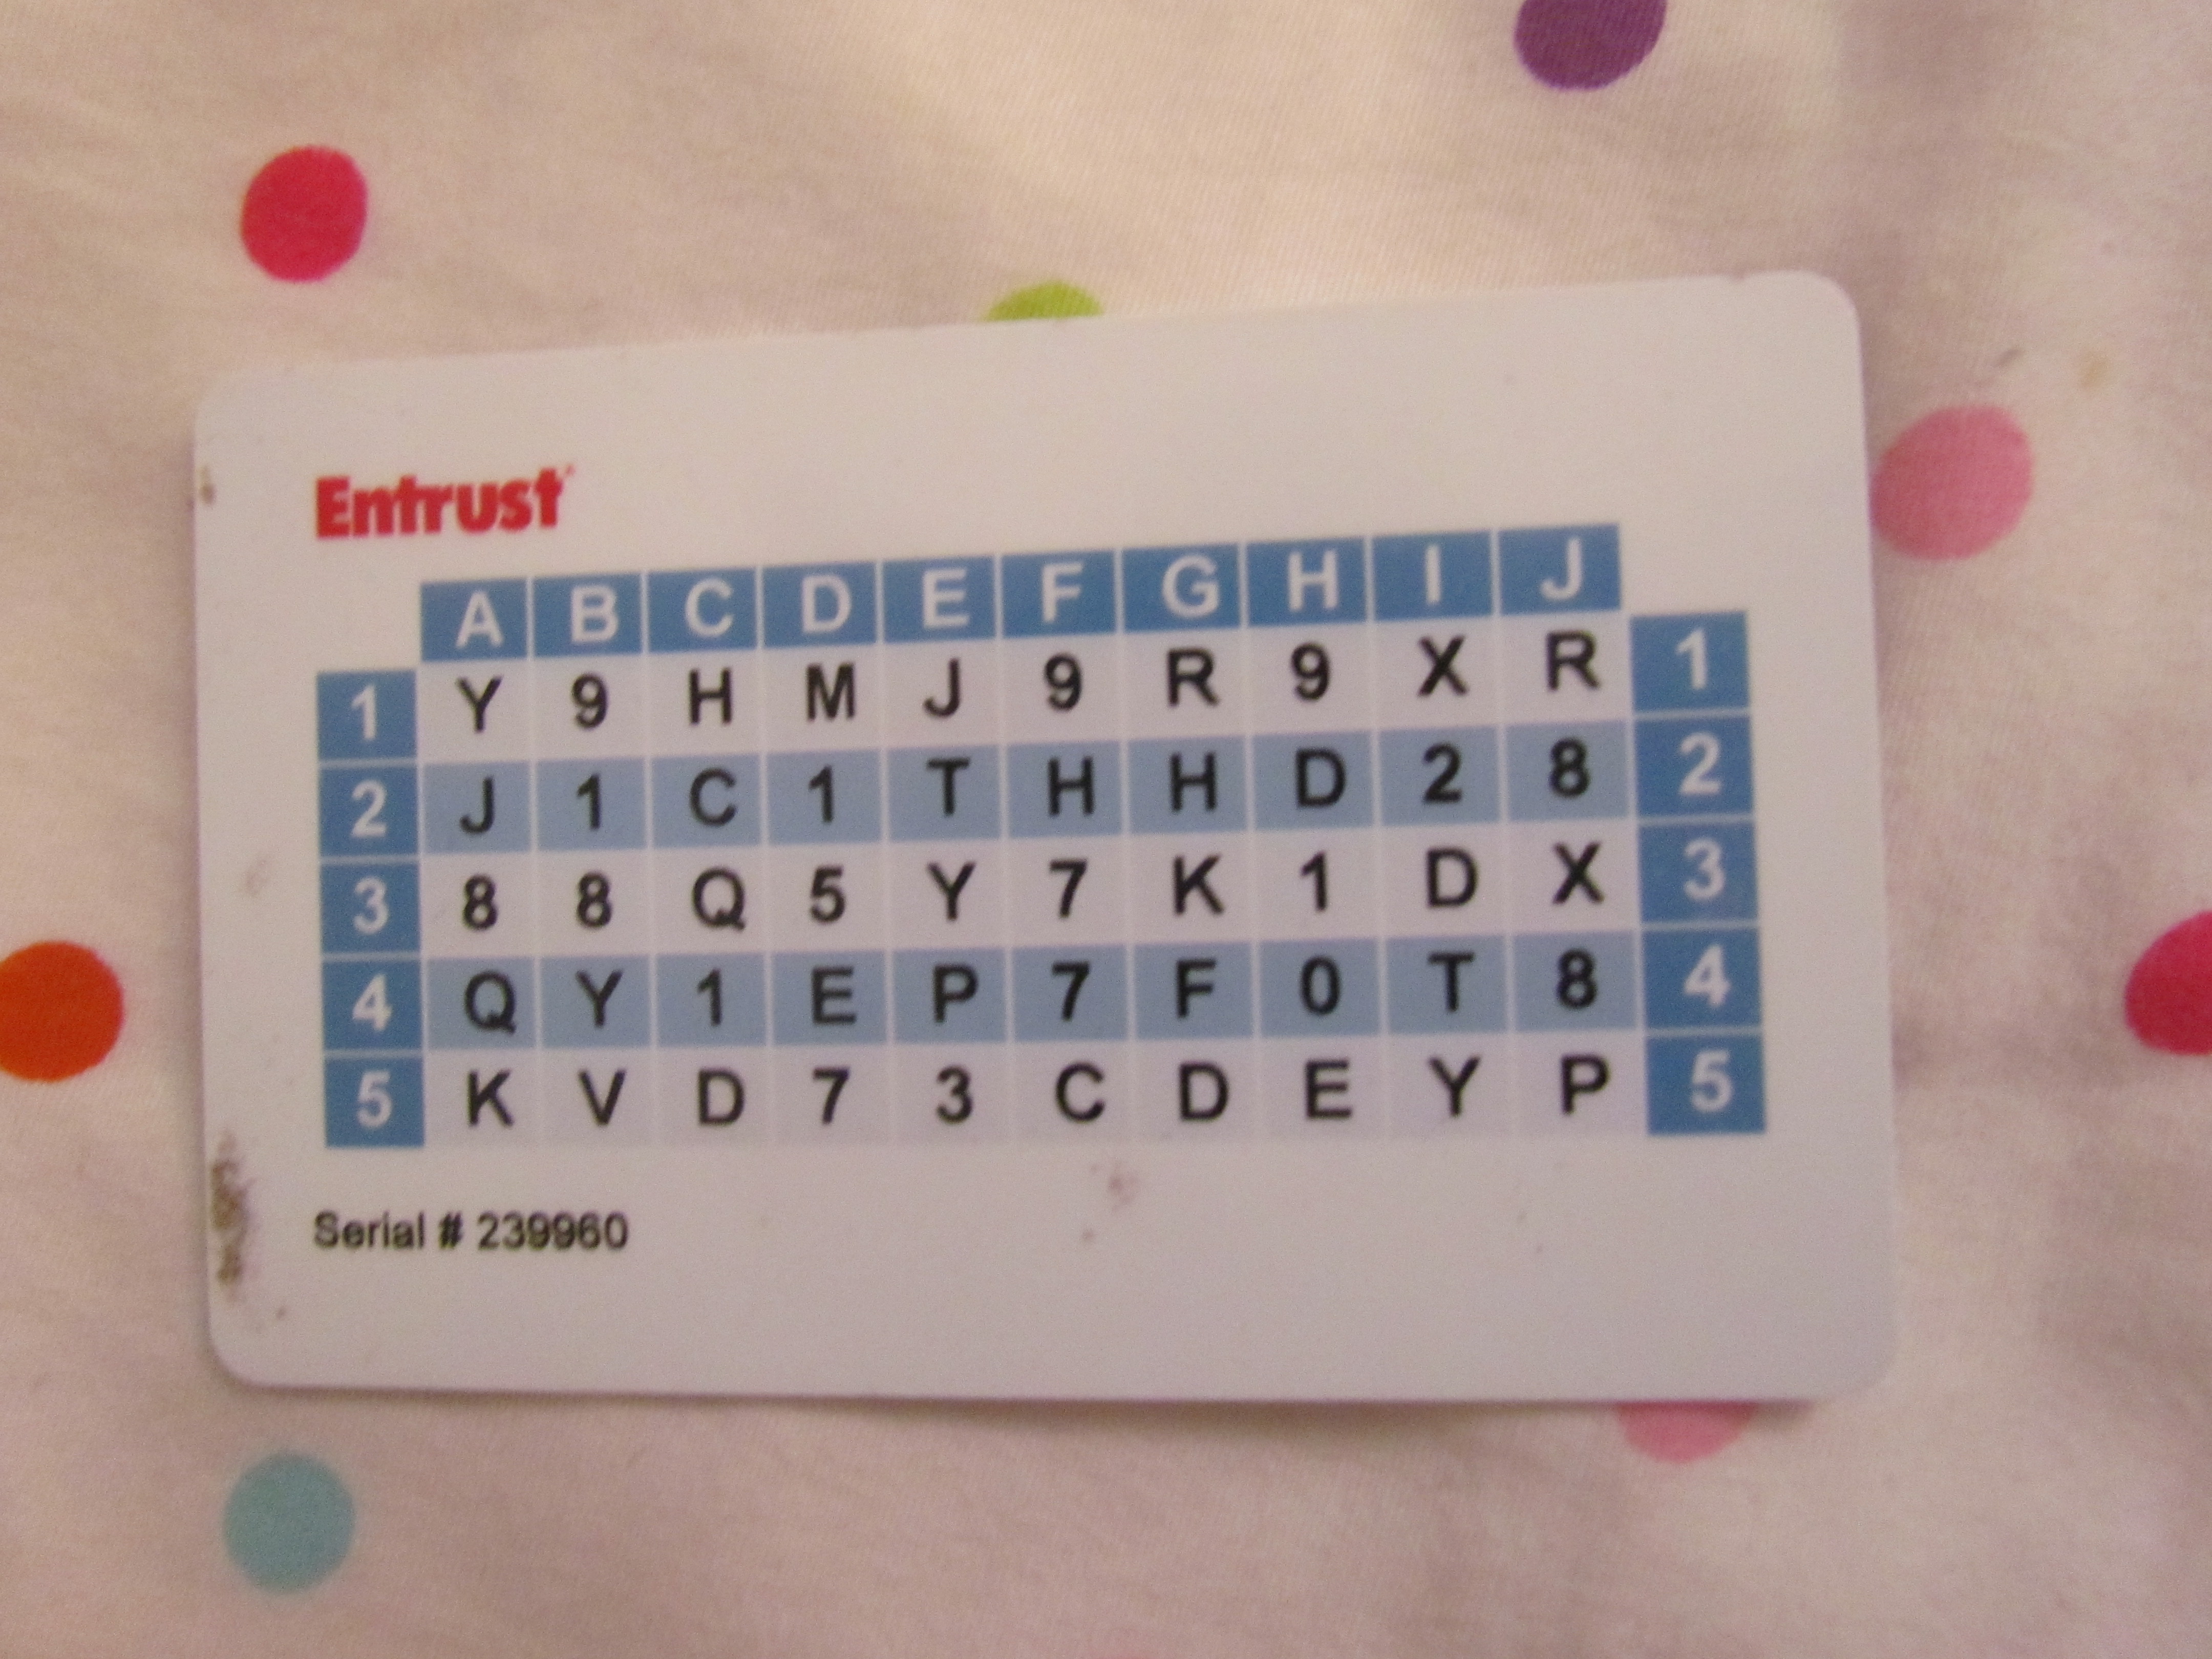 Entrust
A B C D E F G H I J
1 Y 9 H M J 9 R 9 X R 1
2 J 1 C 1 T H H D 2 8 2
3 8 8 Q 5 Y 7 K 1 D X 3
4 Q Y 1 E P 7 F 0 T 8 4
5 K V D 7 3 C D E Y P 5
Serial # 239960